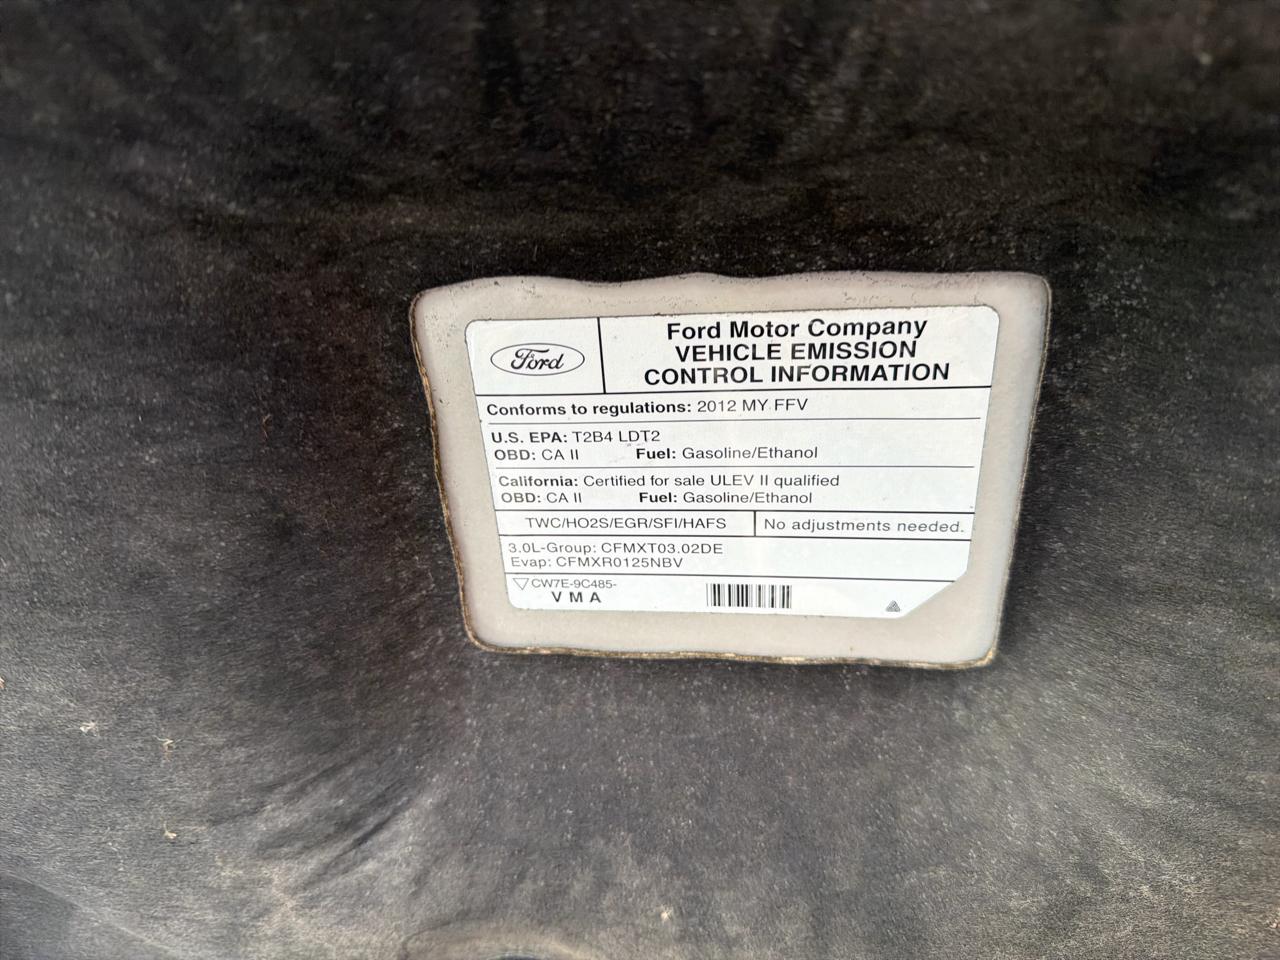 Ford
Ford Motor Company
VEHICLE EMISSION
CONTROL INFORMATION
Conforms to regulations: 2012 MY FFV
U.S. EPA: T2B4 LDT2
OBD: CA II Fuel: Gasoline/Ethanol
California: Certified for sale ULEV II qualified
OBD: CA II Fuel: Gasoline/Ethanol
TWC/HO2S/EGR/SFI/HAFS No adjustments needed.
3.0L-Group: CFMXT03.02DE
Evap: CFMXR0125NBV
CW7E-9C485-
V M A